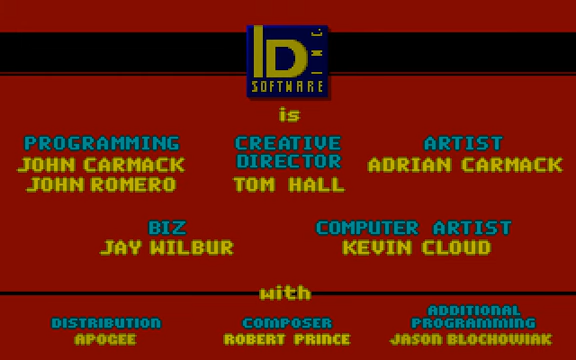 ID INC.
SOFTWARE
is
PROGRAMMING
JOHN CARMACK
JOHN ROMERO
CREATIVE
DIRECTOR
TOM HALL
ARTIST
ADRIAN CARMACK
BIZ
JAY WILBUR
COMPUTER ARTIST
KEVIN CLOUD
with
DISTRIBUTION
APOGEE
COMPOSER
ROBERT PRINCE
ADDITIONAL
PROGRAMMING
JASON BLOCHOWIAK